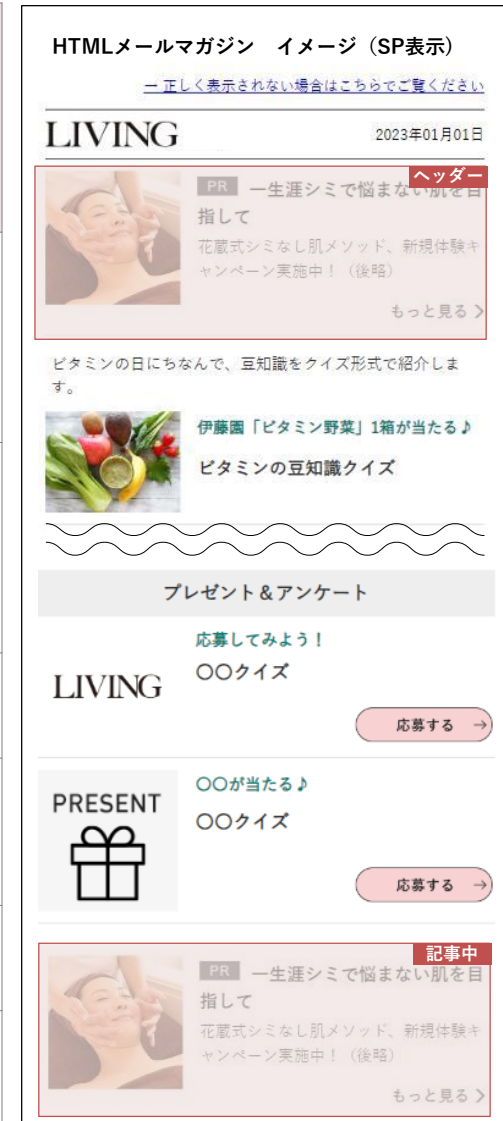 HTMLメールマガジン　イメージ（SP表示）
→ 正しく表示されない場合はこちらでご覧ください
LIVING
2023年01月01日
ヘッダー
PR 一生涯シミで悩まない肌を目
指して
花蔵式シミなし肌メソッド、新規体験キ
ャンペーン実施中！（後略）
もっと見る
ビタミンの日にちなんで、豆知識をクイズ形式で紹介しま
す。
伊藤園「ビタミン野菜」1箱が当たる♪
ビタミンの豆知識クイズ
プレゼント＆アンケート
応募してみよう！
LIVING
〇〇クイズ
応募する →
〇〇が当たる♪
PRESENT
〇〇クイズ
応募する →
記事中
PR 一生涯シミで悩まない肌を目
指して
花蔵式シミなし肌メソッド、新規体験キ
ャンペーン実施中！（後略）
もっと見る